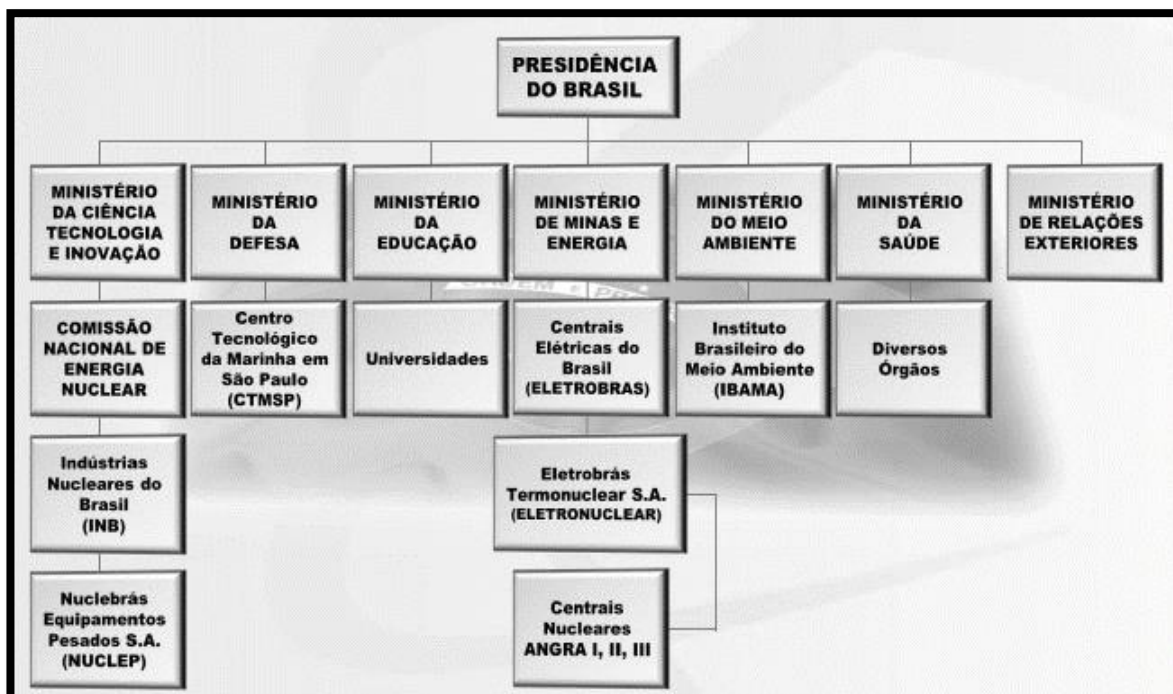 PRESIDÊNCIA
DO BRASIL
MINISTÉRIO
DA CIÊNCIA
TECNOLOGIA
E INOVAÇÃO
MINISTÉRIO
DA
DEFESA
MINISTÉRIO
DA
EDUCAÇÃO
MINISTÉRIO
DE MINAS E
ENERGIA
MINISTÉRIO
DO MEIO
AMBIENTE
MINISTÉRIO
DA
SAÚDE
MINISTÉRIO
DE RELAÇÕES
EXTERIORES
COMISSÃO
NACIONAL DE
ENERGIA
NUCLEAR
Centro
Tecnológico
da Marinha em
São Paulo
(CTMSP)
Universidades
Centrais
Elétricas do
Brasil
(ELETROBRAS)
Instituto
Brasileiro do
Meio Ambiente
(IBAMA)
Diversos
Órgãos
Indústrias
Nucleares do
Brasil
(INB)
Eletrobrás
Termonuclear S.A.
(ELETRONUCLEAR)
Nuclebrás
Equipamentos
Pesados S.A.
(NUCLEP)
Centrais
Nucleares
ANGRA I, II, III